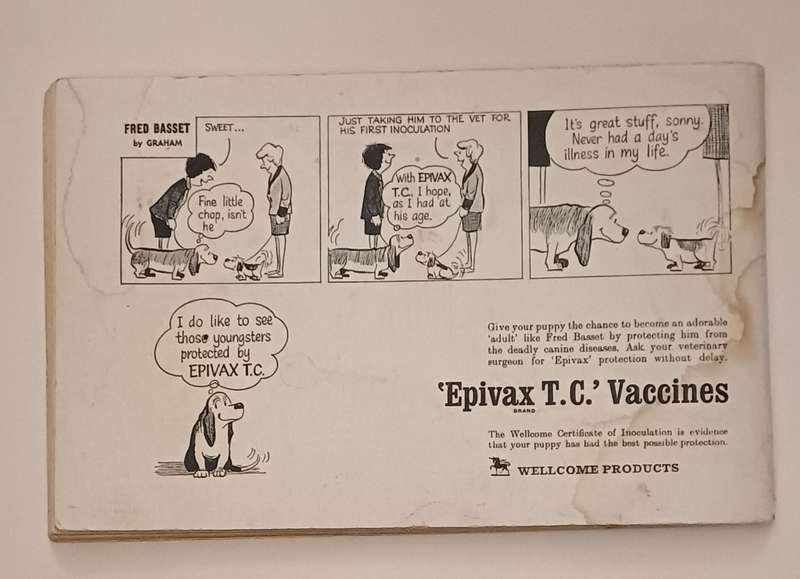 FRED BASSET
by GRAHAM
SWEET...
Fine little
chap, isn't
he
JUST TAKING HIM TO THE VET FOR
HIS FIRST INOCULATION
With EPIVAX
T.C. I hope,
as I had at
his age.
It's great stuff, sonny.
Never had a day's
illness in my life.
I do like to see
those youngsters
protected by
EPIVAX T.C.
Give your puppy the chance to become an adorable
'adult' like Fred Basset by protecting him from
the deadly canine diseases. Ask your veterinary
surgeon for 'Epivax' protection without delay.
'Epivax T.C.' Vaccines
BRAND
The Wellcome Certificate of Inoculation is evidence
that your puppy has had the best possible protection.
WELLCOME PRODUCTS